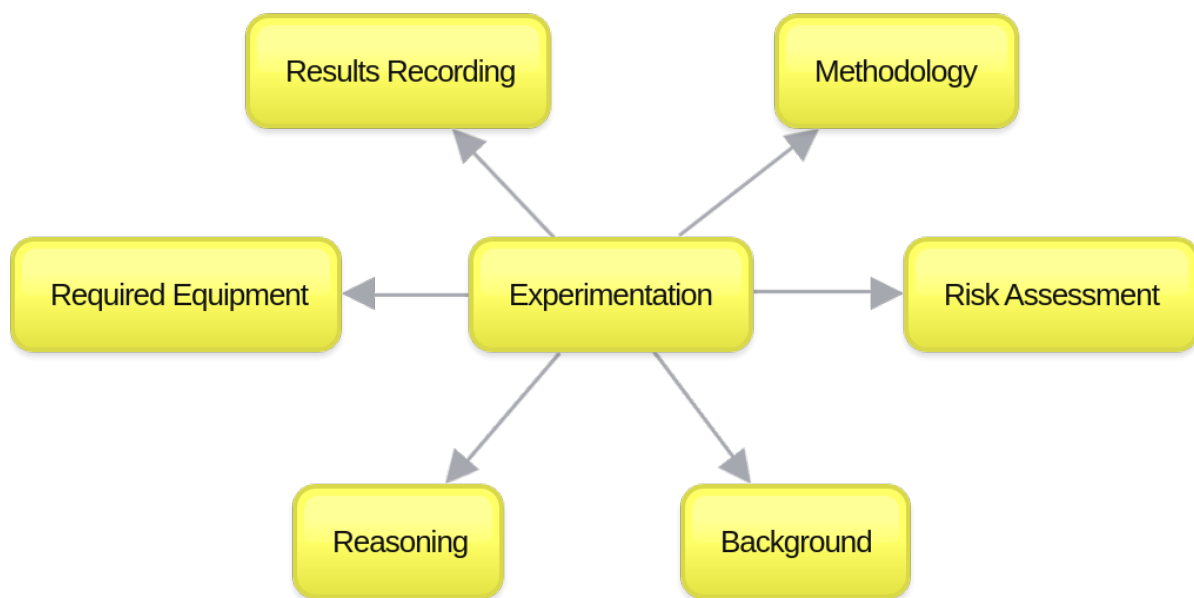 Results Recording
Methodology
Required Equipment
Experimentation
Risk Assessment
Reasoning
Background